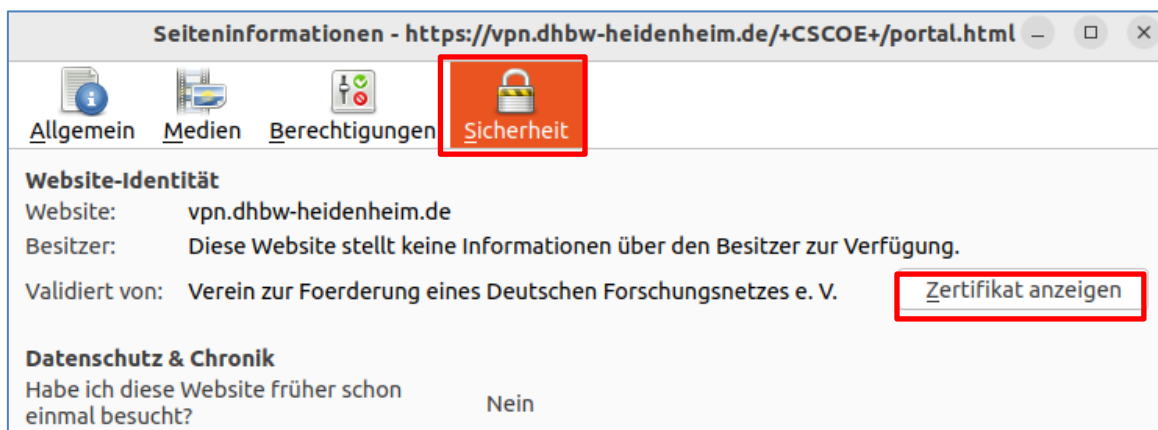 Seiteninformationen - https://vpn.dhbw-heidenheim.de/+CSCOE+/portal.html
Allgemein Medien Berechtigungen Sicherheit
Website-Identität
Website: vpn.dhbw-heidenheim.de
Besitzer: Diese Website stellt keine Informationen über den Besitzer zur Verfügung.
Validiert von: Verein zur Foerderung eines Deutschen Forschungsnetzes e. V. Zertifikat anzeigen
Datenschutz & Chronik
Habe ich diese Website früher schon
einmal besucht? Nein